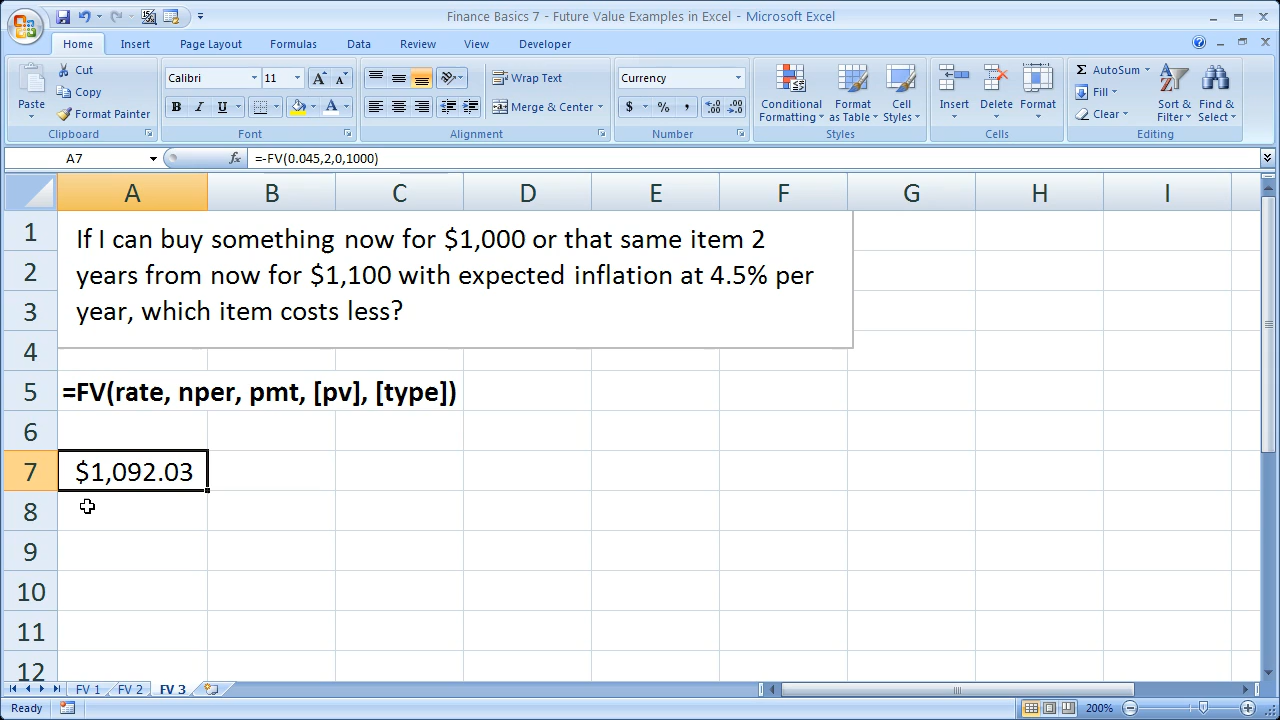 Finance Basics 7 - Future Value Examples in Excel - Microsoft Excel
Home Insert Page Layout Formulas Data Review View Developer
Paste
Cut
Copy
Format Painter
Clipboard
Calibri 11
B I U
Font
Wrap Text
Merge & Center
Alignment
Currency
$ % ,
Number
Conditional Formatting
Format as Table
Cell Styles
Styles
Insert Delete Format
Cells
AutoSum
Fill
Clear
Sort & Filter
Find & Select
Editing
A7 fx =-FV(0.045,2,0,1000)
A B C D E F G H I
1
2
3
4
5
6
7
8
9
10
11
12
If I can buy something now for $1,000 or that same item 2
years from now for $1,100 with expected inflation at 4.5% per
year, which item costs less?
=FV(rate, nper, pmt, [pv], [type])
$1,092.03
FV 1 FV 2 FV 3
Ready 200%